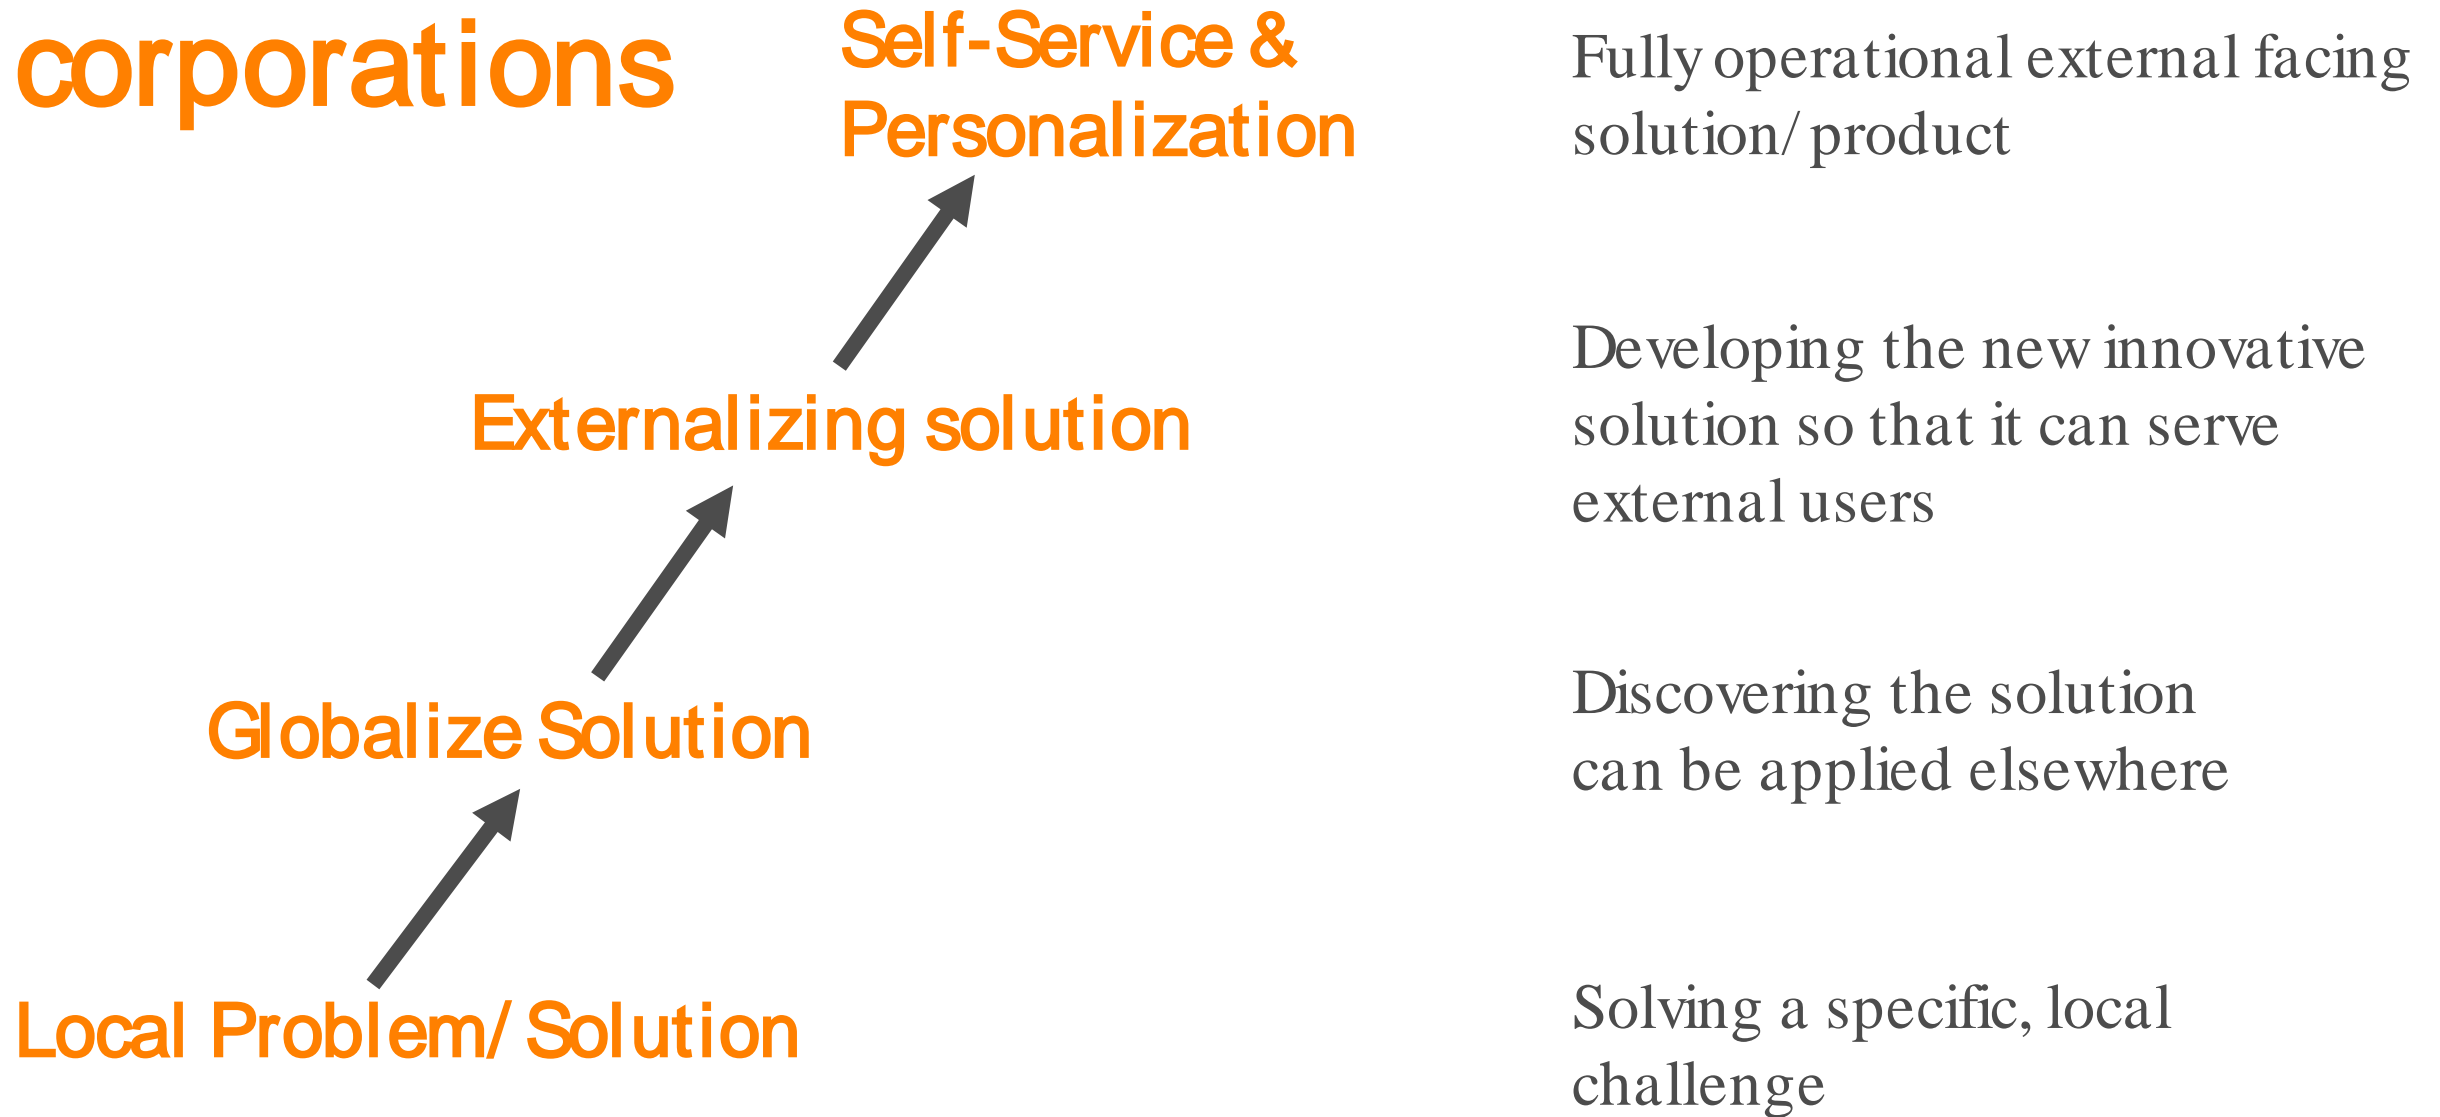 corporations
Self-Service &
Personalization
Fully operational external facing
solution/product
Externalizing solution
Developing the new innovative
solution so that it can serve
external users
Globalize Solution
Discovering the solution
can be applied elsewhere
Local Problem/Solution
Solving a specific, local
challenge